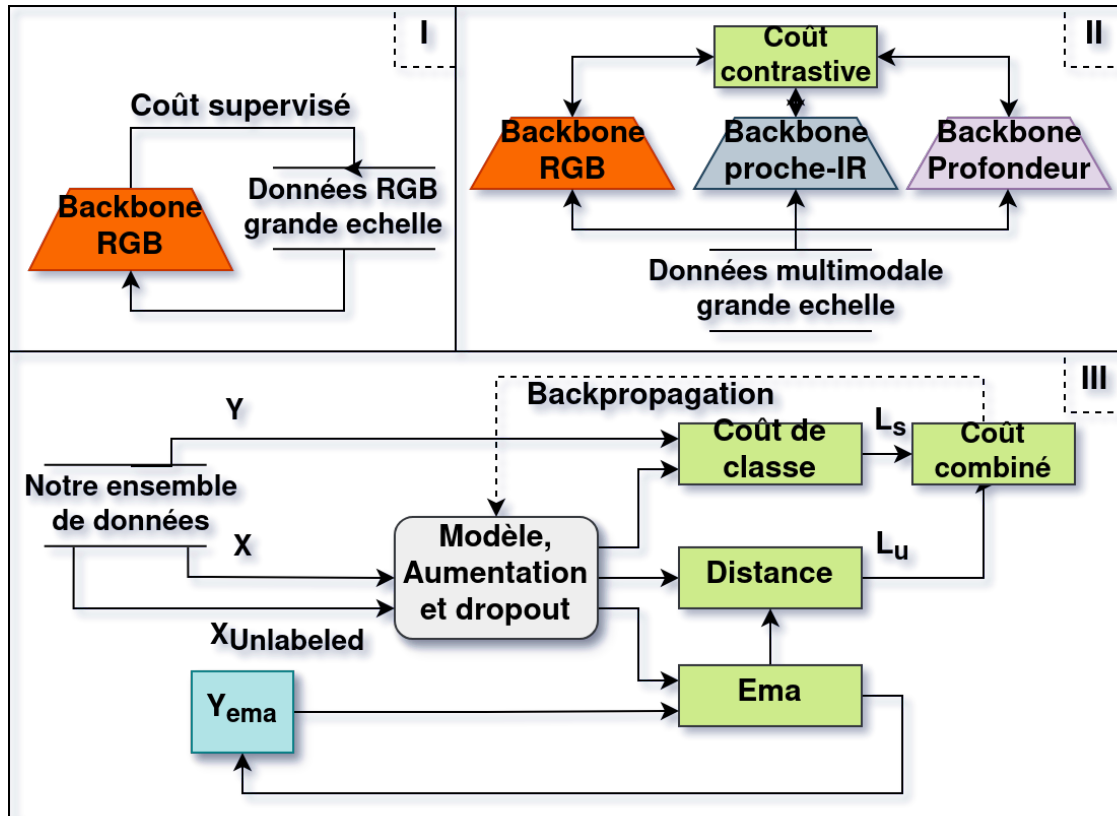 I
Coût supervisé
Backbone
RGB
Données RGB
grande echelle
II
Coût
contrastive
Backbone
RGB
Backbone
proche-IR
Backbone
Profondeur
Données multimodale
grande echelle
III
Backpropagation
Y
Coût de
classe
Ls
Coût
combiné
Notre ensemble
de données
X
Modèle,
Aumentation
et dropout
Distance
Lu
XUnlabeled
Yema
Ema